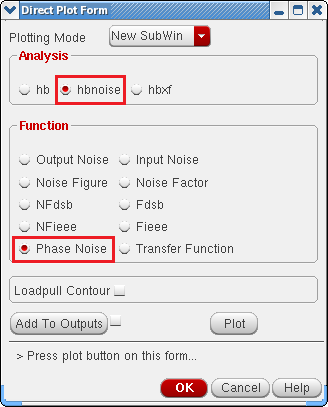 Direct Plot Form
Plotting Mode New SubWin
Analysis
hb hbnoise hbxf
Function
Output Noise Input Noise
Noise Figure Noise Factor
NFdsb Fdsb
NFieee Fieee
Phase Noise Transfer Function
Loadpull Contour
Add To Outputs Plot
> Press plot button on this form...
OK Cancel Help